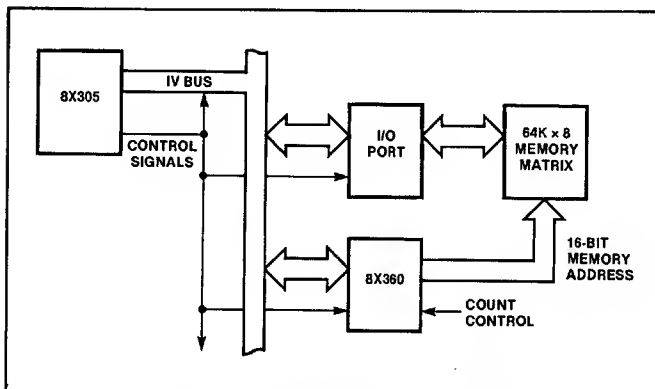 8X305
IV BUS
CONTROL
SIGNALS
I/O
PORT
64K × 8
MEMORY
MATRIX
8X360
16-BIT
MEMORY
ADDRESS
COUNT
CONTROL